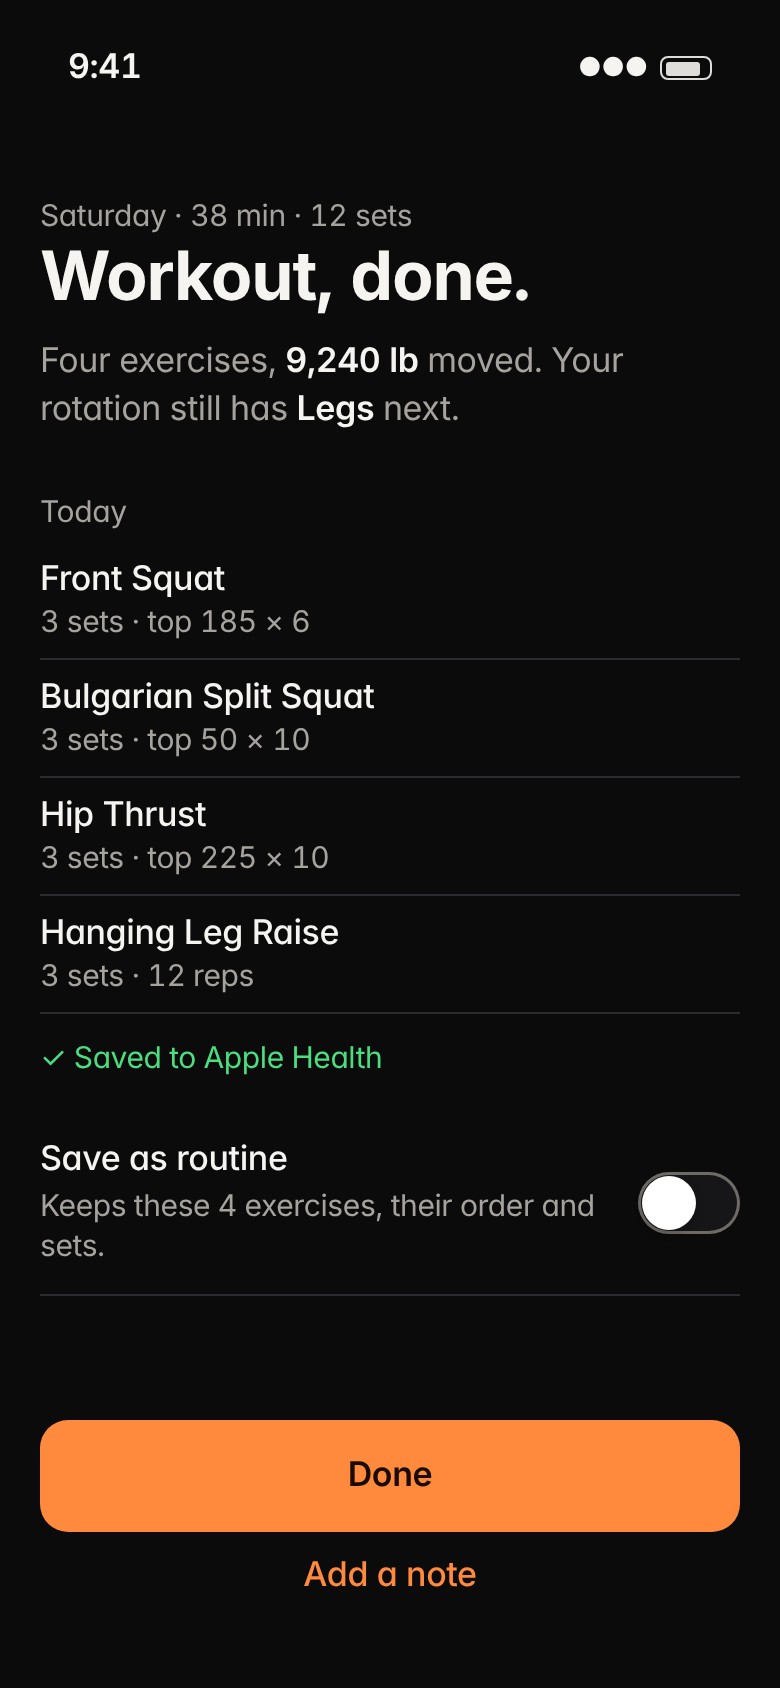 9:41
Saturday · 38 min · 12 sets
Workout, done.
Four exercises, 9,240 lb moved. Your
rotation still has Legs next.
Today
Front Squat
3 sets · top 185 × 6
Bulgarian Split Squat
3 sets · top 50 × 10
Hip Thrust
3 sets · top 225 × 10
Hanging Leg Raise
3 sets · 12 reps
✓ Saved to Apple Health
Save as routine
Keeps these 4 exercises, their order and
sets.
Done
Add a note